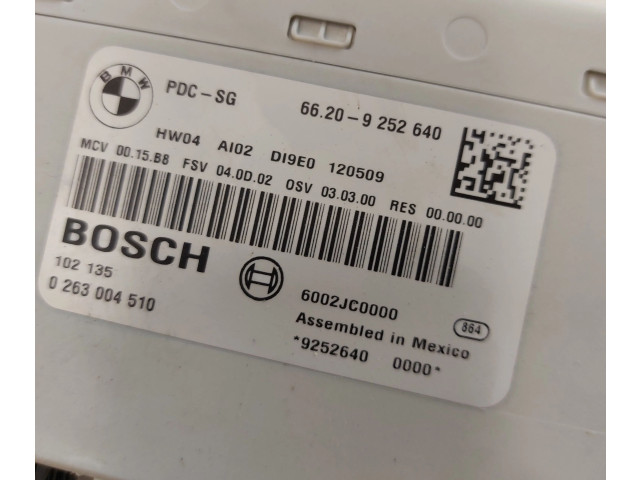 BMW PDC-SG 66.20-9 252 640
HW04 AI02 DI9E0 120509
MCV 00.15.B8 FSV 04.0D.02 OSV 03.03.00 RES 00.00.00
BOSCH
102 135
0 263 004 510
6002JC0000
Assembled in Mexico 864
*9252640 0000*